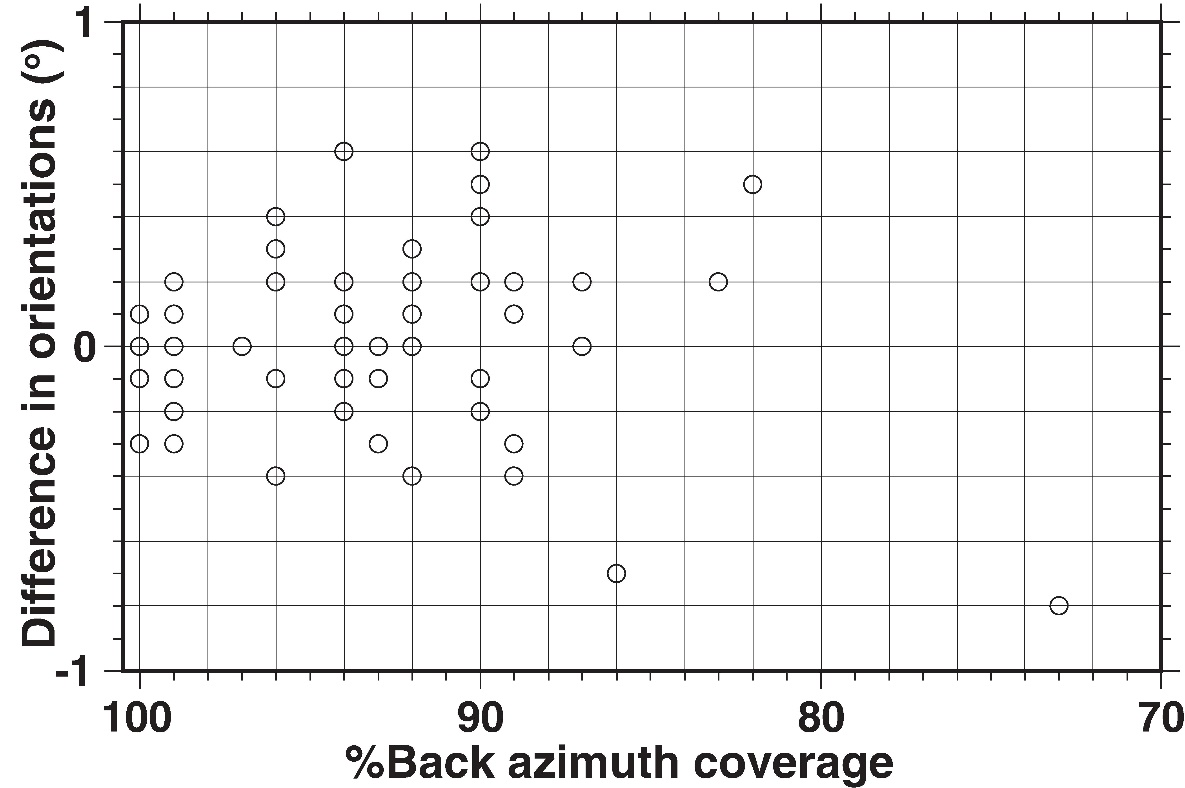 Difference in orientations (°)
1
0
-1
100 90 80 70
%Back azimuth coverage